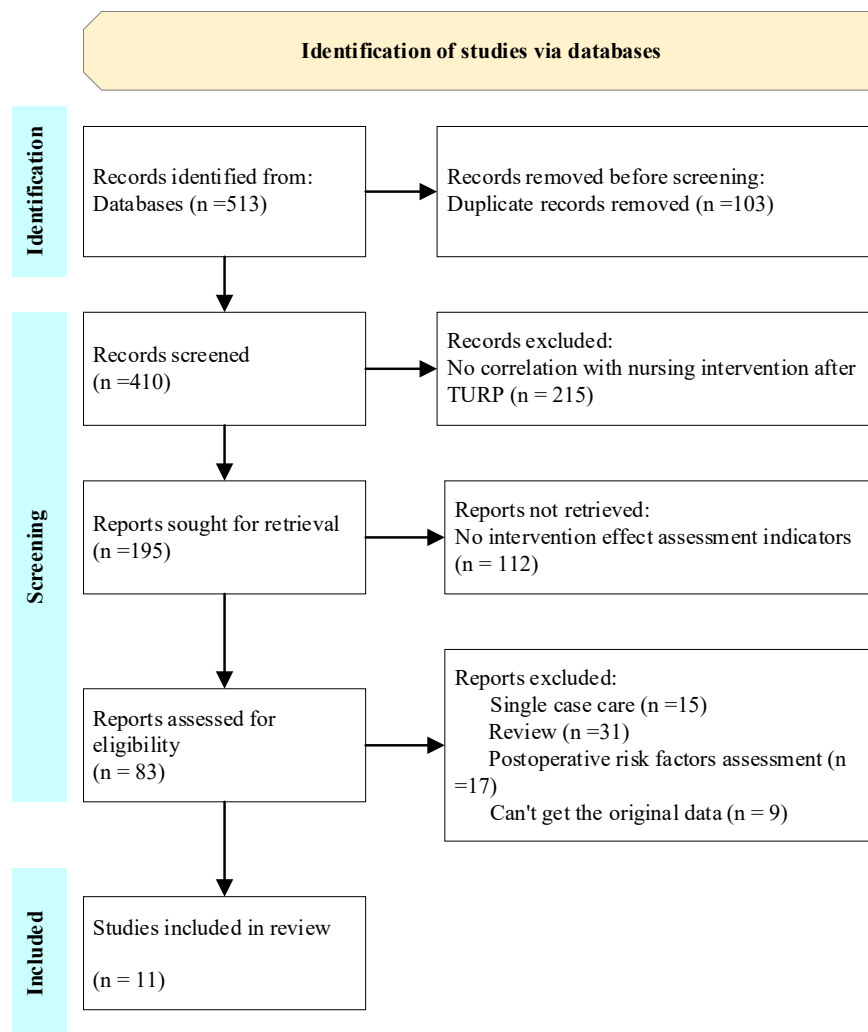 Identification of studies via databases
Identification
Records identified from:
Databases (n =513)
Records removed before screening:
Duplicate records removed (n =103)
Screening
Records screened
(n =410)
Records excluded:
No correlation with nursing intervention after
TURP (n = 215)
Reports sought for retrieval
(n =195)
Reports not retrieved:
No intervention effect assessment indicators
(n = 112)
Reports assessed for
eligibility
(n = 83)
Reports excluded:
Single case care (n =15)
Review (n =31)
Postoperative risk factors assessment (n
=17)
Can't get the original data (n = 9)
Included
Studies included in review
(n = 11)